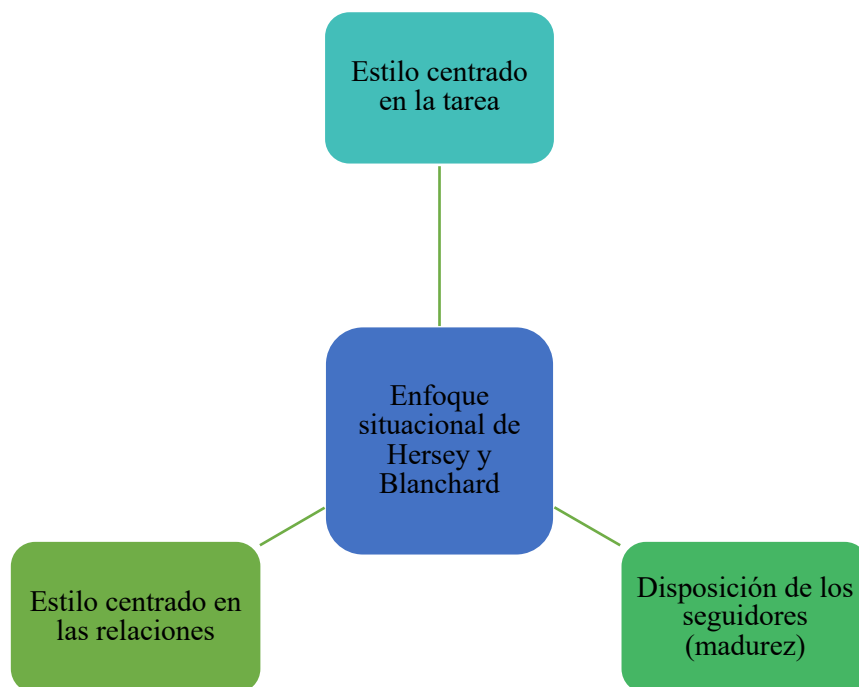 Estilo centrado
en la tarea
Enfoque
situacional de
Hersey y
Blanchard
Estilo centrado en
las relaciones
Disposición de los
seguidores
(madurez)